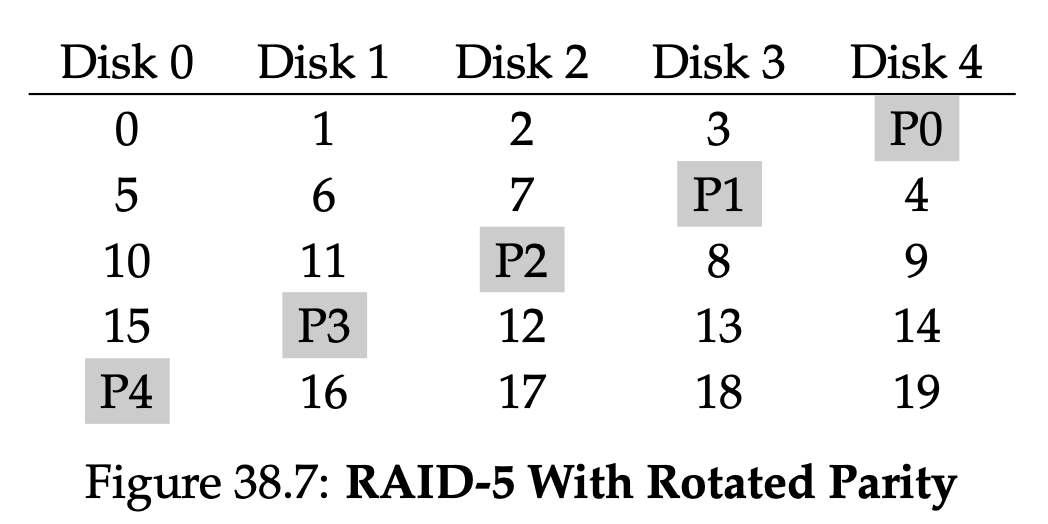 Disk 0 Disk 1 Disk 2 Disk 3 Disk 4
0 1 2 3 P0
5 6 7 P1 4
10 11 P2 8 9
15 P3 12 13 14
P4 16 17 18 19
Figure 38.7: RAID-5 With Rotated Parity